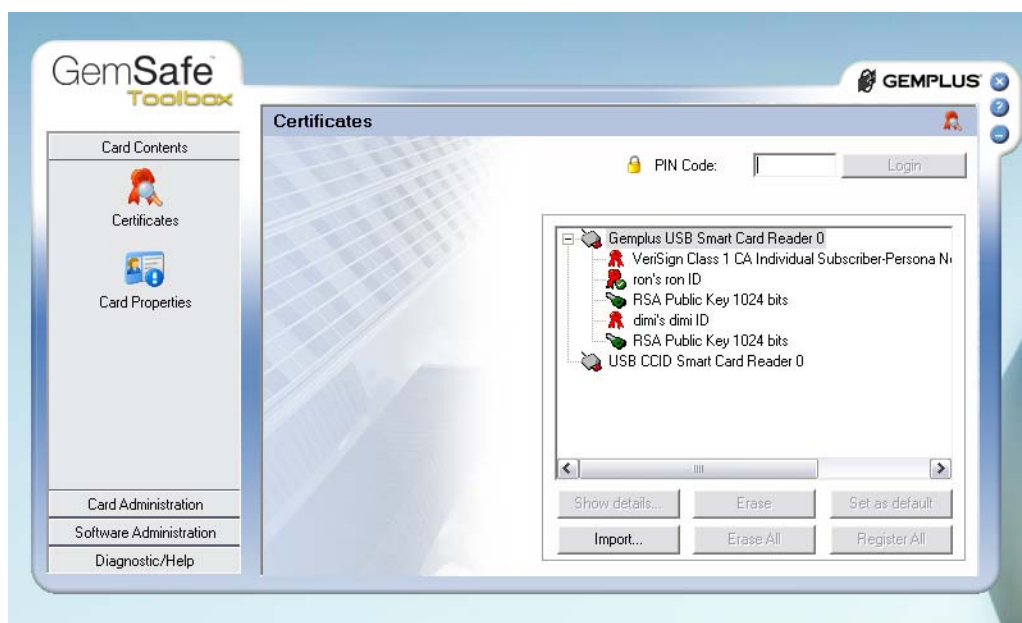 GemSafe
Toolbox
GEMPLUS
Certificates
Card Contents
Certificates
Card Properties
Card Administration
Software Administration
Diagnostic/Help
PIN Code:
Login
Gemplus USB Smart Card Reader 0
VeriSign Class 1 CA Individual Subscriber-Persona
ron's ron ID
RSA Public Key 1024 bits
dimi's dimi ID
RSA Public Key 1024 bits
USB CCID Smart Card Reader 0
Show details...
Erase
Set as default
Import...
Erase All
Register All